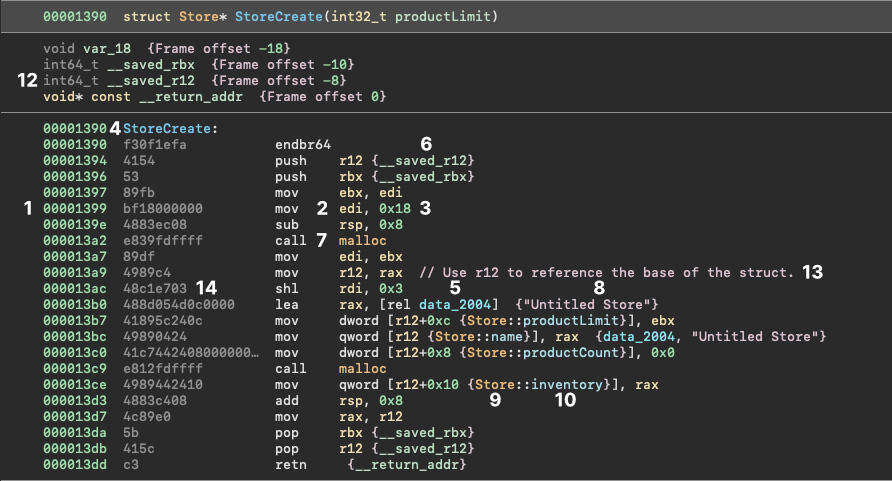 00001390  struct Store* StoreCreate(int32_t productLimit)
void var_18  {Frame offset -18}
int64_t __saved_rbx  {Frame offset -10}
12 int64_t __saved_r12  {Frame offset -8}
void* const __return_addr  {Frame offset 0}
00001390 4 StoreCreate:
00001390  f30f1efa  endbr64  6
00001394  4154  push  r12 {__saved_r12}
00001396  53  push  rbx {__saved_rbx}
00001397  89fb  mov  ebx, edi
1 00001399  bf18000000  mov  2 edi, 0x18 3
0000139e  4883ec08  sub  rsp, 0x8
000013a2  e839fdffff  call 7 malloc
000013a7  89df  mov  edi, ebx
000013a9  4989c4  mov  r12, rax  // Use r12 to reference the base of the struct. 13
000013ac  48c1e703 14  shl  rdi, 0x3  5  8
000013b0  488d054d0c0000  lea  rax, [rel data_2004]  {"Untitled Store"}
000013b7  41895c240c  mov  dword [r12+0xc {Store::productLimit}], ebx
000013bc  49890424  mov  qword [r12 {Store::name}], rax  {data_2004, "Untitled Store"}
000013c0  41c7442408000000…  mov  dword [r12+0x8 {Store::productCount}], 0x0
000013c9  e812fdffff  call  malloc
000013ce  4989442410  mov  qword [r12+0x10 {Store::inventory}], rax
000013d3  4883c408  add  rsp, 0x8  9  10
000013d7  4c89e0  mov  rax, r12
000013da  5b  pop  rbx {__saved_rbx}
000013db  415c  pop  r12 {__saved_r12}
000013dd  c3  retn  {__return_addr}